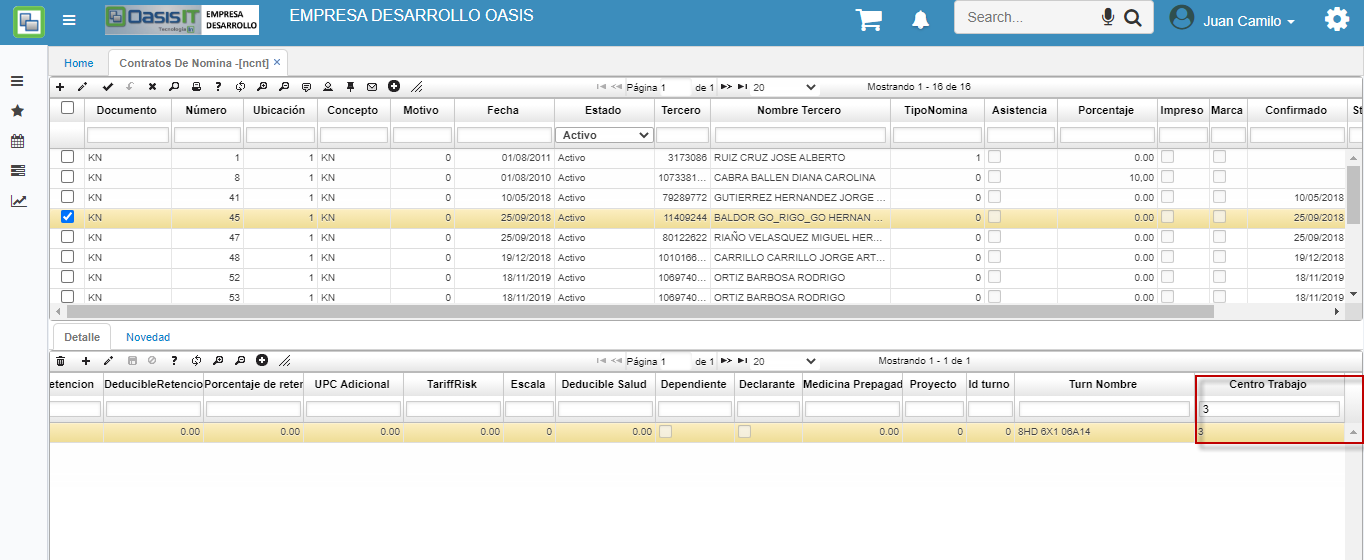 OasisIT
Tecnología
EMPRESA
DESARROLLO
EMPRESA DESARROLLO OASIS
Search...
Juan Camilo
Home
Contratos De Nomina -[ncnt] ×
Página 1 de 1 20 Mostrando 1 - 16 de 16
Documento Número Ubicación Concepto Motivo Fecha Estado Tercero Nombre Tercero TipoNomina Asistencia Porcentaje Impreso Marca Confirmado St
Activo
KN 1 1 KN 0 01/08/2011 Activo 3173086 RUIZ CRUZ JOSE ALBERTO 1 0.00
KN 8 1 KN 0 01/08/2010 Activo 1073381... CABRA BALLEN DIANA CAROLINA 0 10,00
KN 41 1 KN 0 10/05/2018 Activo 79289772 GUTIERREZ HERNANDEZ JORGE ... 0 0.00 10/05/2018
KN 45 1 KN 0 25/09/2018 Activo 11409244 BALDOR GO_RIGO_GO HERNAN ... 0 0.00 25/09/2018
KN 47 1 KN 0 25/09/2018 Activo 80122622 RIAÑO VELASQUEZ MIGUEL HER... 0 0.00 25/09/2018
KN 48 1 KN 0 19/12/2018 Activo 1010166... CARRILLO CARRILLO JORGE ART... 0 0.00 19/12/2018
KN 52 1 KN 0 18/11/2019 Activo 1069740... ORTIZ BARBOSA RODRIGO 0 0.00 18/11/2019
KN 53 1 KN 0 18/11/2019 Activo 1069740... ORTIZ BARBOSA RODRIGO 0 0.00 18/11/2019
Detalle Novedad
Página 1 de 1 20 Mostrando 1 - 1 de 1
etencion DeducibleRetencio Porcentaje de reten UPC Adicional TariffRisk Escala Deducible Salud Dependiente Declarante Medicina Prepagad Proyecto Id turno Turn Nombre Centro Trabajo
3
0.00 0.00 0.00 0.00 0 0.00 0.00 0 0 8HD 6X1 06A14 3